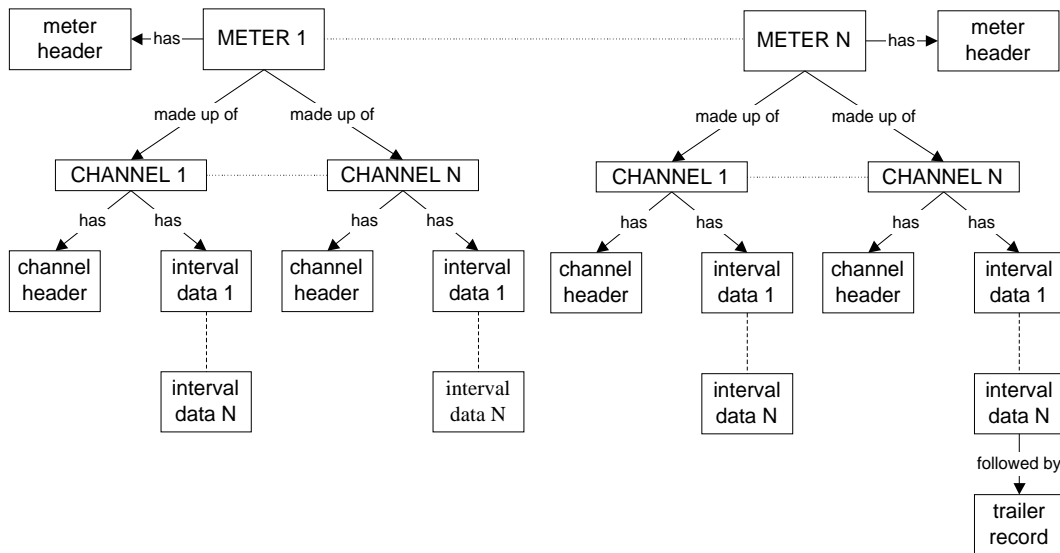 meter
header
has
METER 1
METER N
has
meter
header
made up of
made up of
made up of
made up of
CHANNEL 1
CHANNEL N
CHANNEL 1
CHANNEL N
has
has
has
has
has
has
has
has
channel
header
interval
data 1
channel
header
interval
data 1
channel
header
interval
data 1
channel
header
interval
data 1
interval
data N
interval
data N
interval
data N
interval
data N
followed by
trailer
record